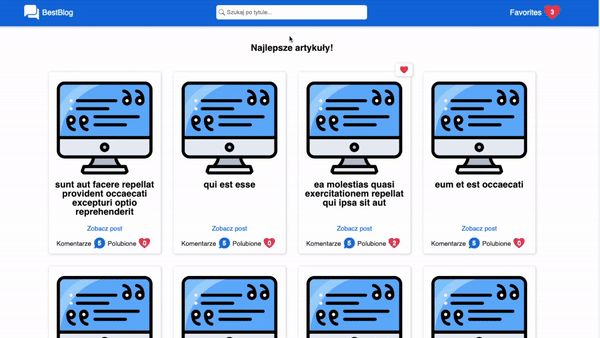 BestBlog
Szukaj po tytule...
Favorites 3
Najlepsze artykuły!
sunt aut facere repellat
provident occaecati
excepturi optio
reprehenderit
Zobacz post
Komentarze 5 Polubione 0
qui est esse
Zobacz post
Komentarze 5 Polubione 0
ea molestias quasi
exercitationem repellat
qui ipsa sit aut
Zobacz post
Komentarze 5 Polubione 2
eum et est occaecati
Zobacz post
Komentarze 5 Polubione 0